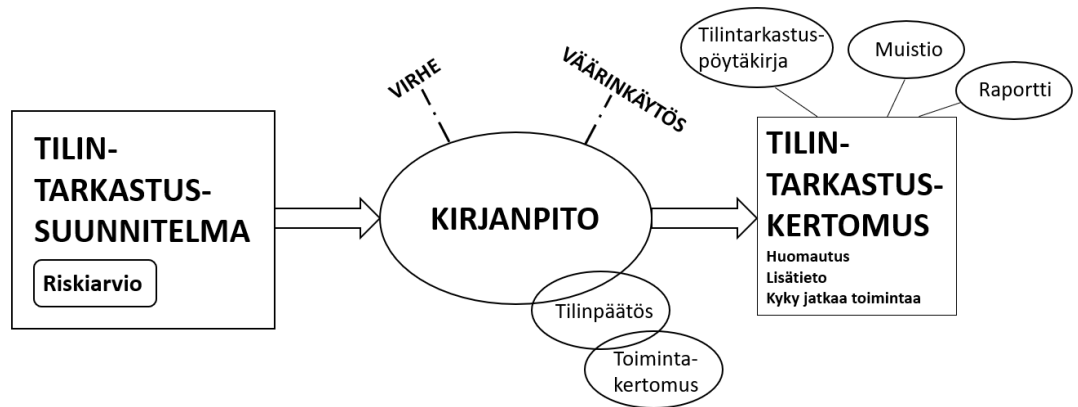 TILIN-
TARKASTUS-
SUUNNITELMA
Riskiarvio
VIRHE
VÄÄRINKÄYTÖS
KIRJANPITO
Tilinpäätös
Toiminta-
kertomus
Tilintarkastus-
pöytäkirja
Muistio
Raportti
TILIN-
TARKASTUS-
KERTOMUS
Huomautus
Lisätieto
Kyky jatkaa toimintaa